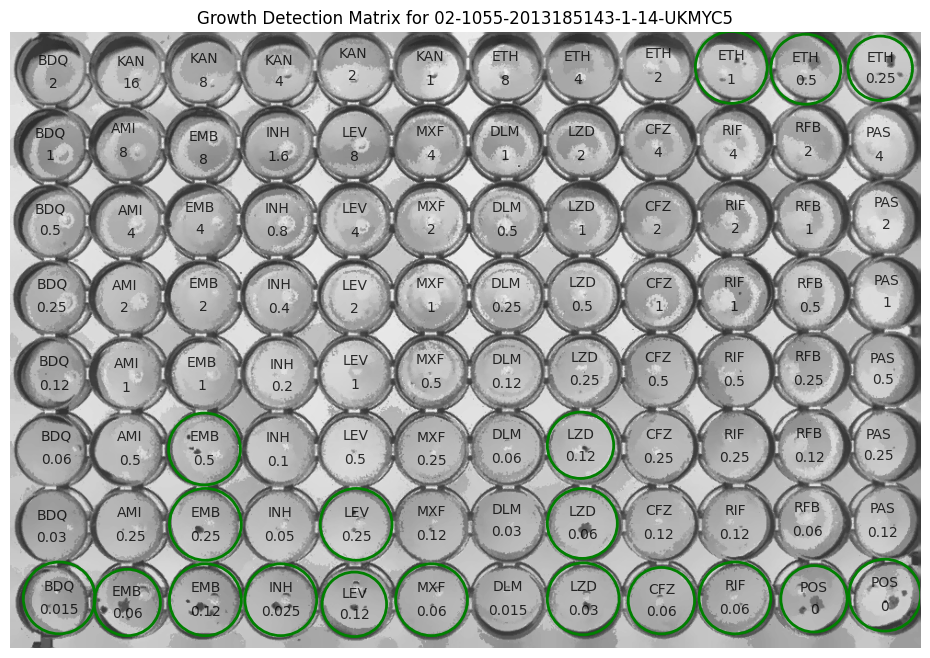 Growth Detection Matrix for 02-1055-2013185143-1-14-UKMYC5
BDQ KAN KAN KAN KAN KAN ETH ETH ETH ETH ETH ETH
2 16 8 4 2 1 8 4 2 1 0.5 0.25
BDQ AMI EMB INH LEV MXF DLM LZD CFZ RIF RFB PAS
1 8 8 1.6 8 4 1 2 4 4 2 4
BDQ AMI EMB INH LEV MXF DLM LZD CFZ RIF RFB PAS
0.5 4 4 0.8 4 2 0.5 1 2 2 1 2
BDQ AMI EMB INH LEV MXF DLM LZD CFZ RIF RFB PAS
0.25 2 2 0.4 2 1 0.25 0.5 1 1 0.5 1
BDQ AMI EMB INH LEV MXF DLM LZD CFZ RIF RFB PAS
0.12 1 1 0.2 1 0.5 0.12 0.25 0.5 0.5 0.25 0.5
BDQ AMI EMB INH LEV MXF DLM LZD CFZ RIF RFB PAS
0.06 0.5 0.5 0.1 0.5 0.25 0.06 0.12 0.25 0.25 0.12 0.25
BDQ AMI EMB INH LEV MXF DLM LZD CFZ RIF RFB PAS
0.03 0.25 0.25 0.05 0.25 0.12 0.03 0.06 0.12 0.12 0.06 0.12
BDQ EMB EMB INH LEV MXF DLM LZD CFZ RIF POS POS
0.015 0.06 0.12 0.025 0.12 0.06 0.015 0.03 0.06 0.06 0 0